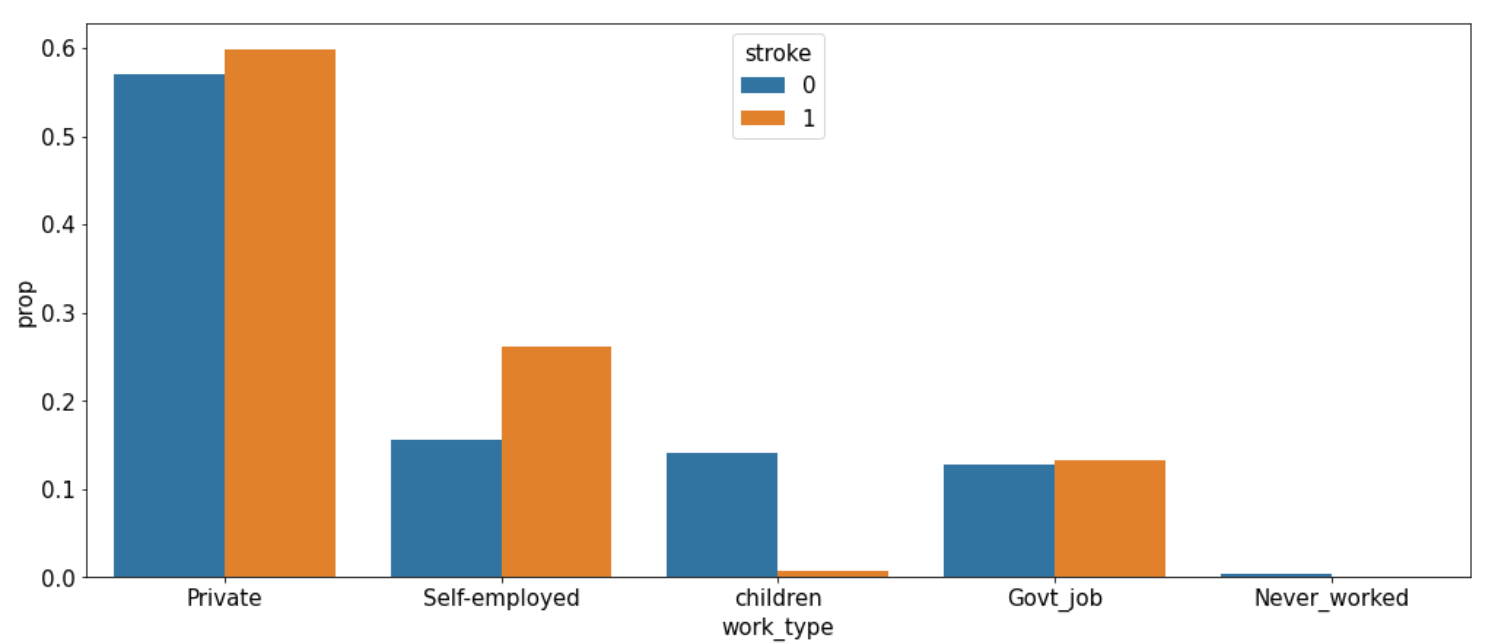 0.6
0.5
0.4
0.3
0.2
0.1
0.0
prop
stroke
0
1
Private Self-employed children Govt_job Never_worked
work_type